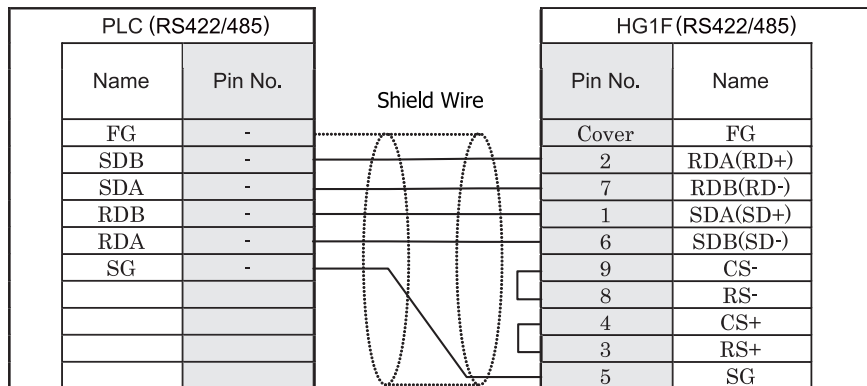 PLC (RS422/485)
HG1F(RS422/485)
Name Pin No.
Shield Wire
Pin No. Name
FG - Cover FG
SDB - 2 RDA(RD+)
SDA - 7 RDB(RD-)
RDB - 1 SDA(SD+)
RDA - 6 SDB(SD-)
SG - 9 CS-
8 RS-
4 CS+
3 RS+
5 SG